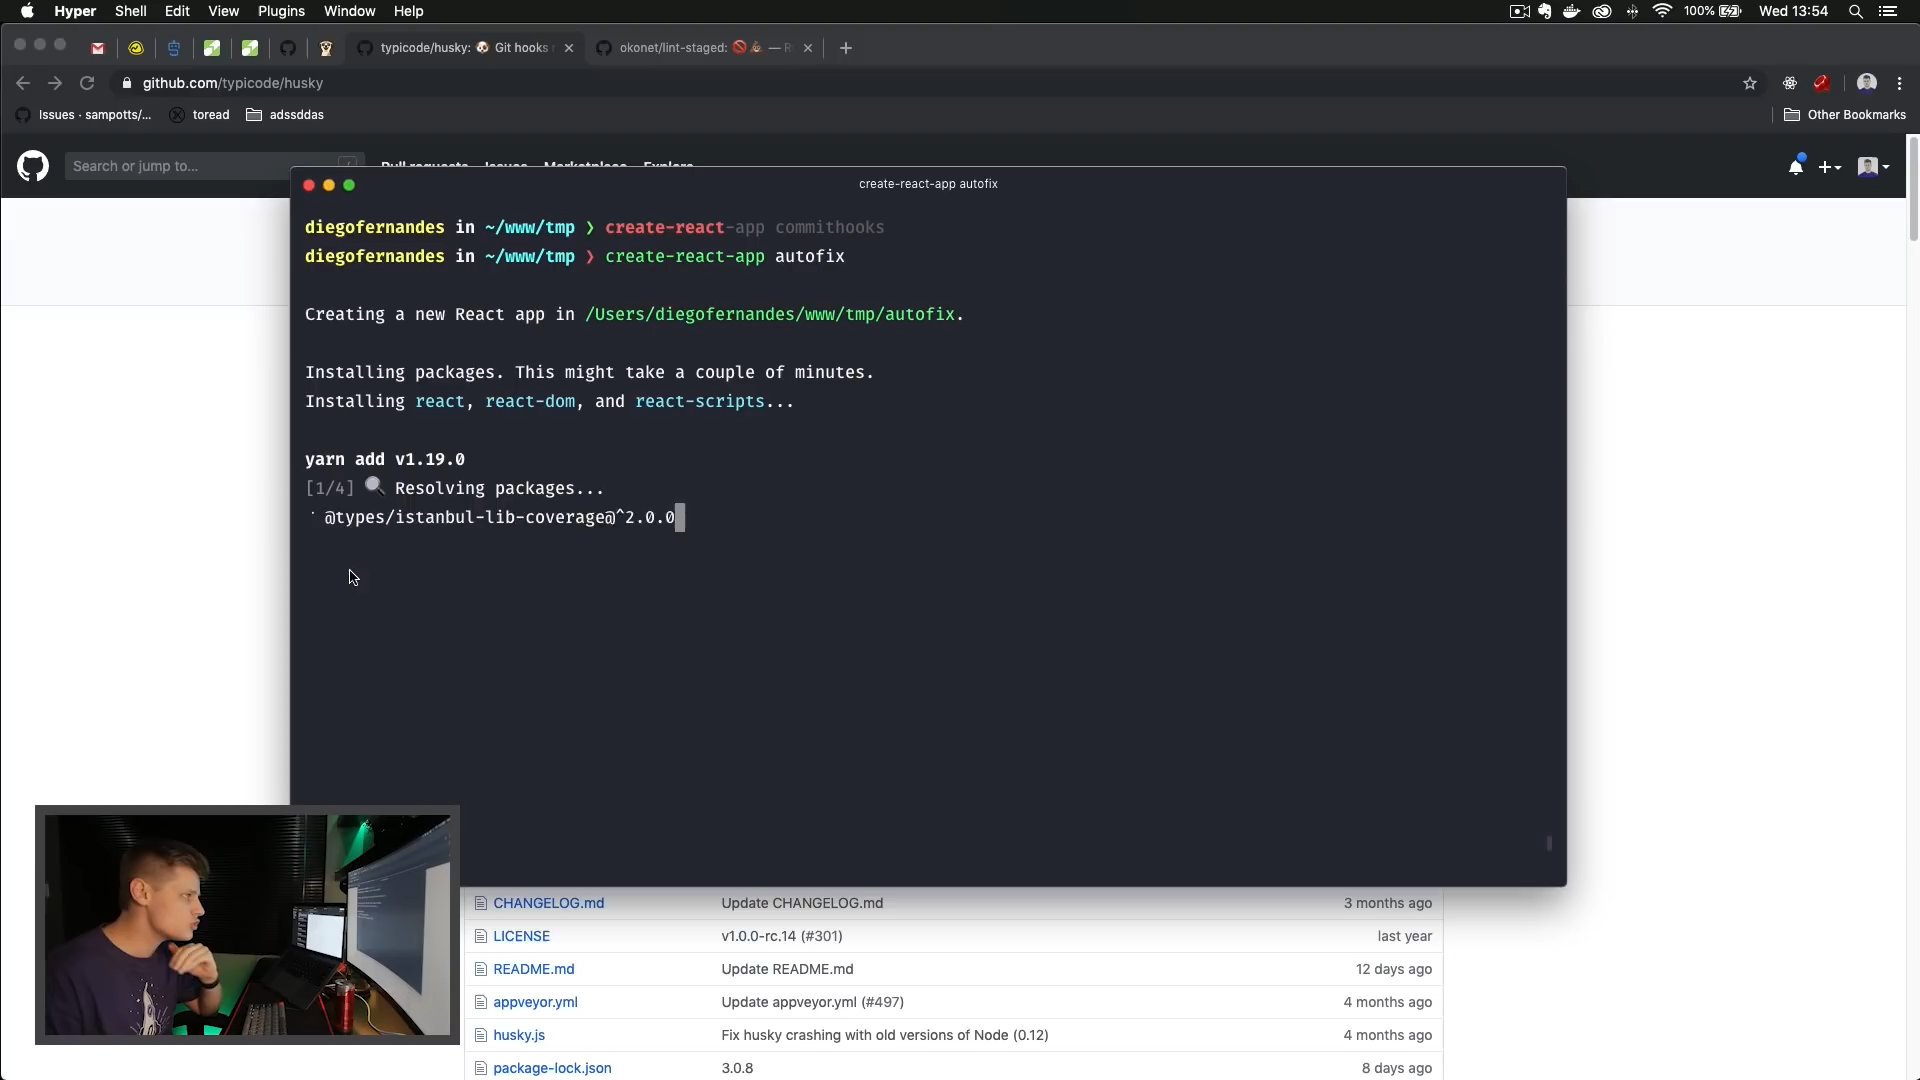 Hyper Shell Edit View Plugins Window Help 100% Wed 13:54
typicode/husky: 🐶 Git hooks okonet/lint-staged: 🚫💩 — R
github.com/typicode/husky
Issues · sampotts/... toread adssddas Other Bookmarks
Search or jump to... / Pull requests Issues Marketplace Explore
create-react-app autofix
diegofernandes in ~/www/tmp ❯ create-react-app commithooks
diegofernandes in ~/www/tmp ❯ create-react-app autofix
Creating a new React app in /Users/diegofernandes/www/tmp/autofix.
Installing packages. This might take a couple of minutes.
Installing react, react-dom, and react-scripts...
yarn add v1.19.0
[1/4] 🔍 Resolving packages...
⠁ @types/istanbul-lib-coverage@^2.0.0
CHANGELOG.md Update CHANGELOG.md 3 months ago
LICENSE v1.0.0-rc.14 (#301) last year
README.md Update README.md 12 days ago
appveyor.yml Update appveyor.yml (#497) 4 months ago
husky.js Fix husky crashing with old versions of Node (0.12) 4 months ago
package-lock.json 3.0.8 8 days ago